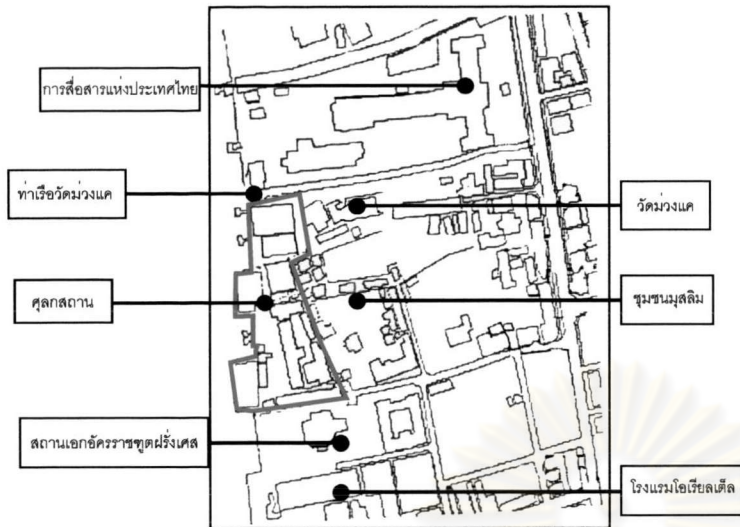 การสื่อสารแห่งประเทศไทย
ท่าเรือวัดม่วงแค
วัดม่วงแค
ศุลกสถาน
ชุมชนมุสลิม
สถานเอกอัครราชฑูตฝรั่งเศส
โรงแรมโอเรียลเต็ล